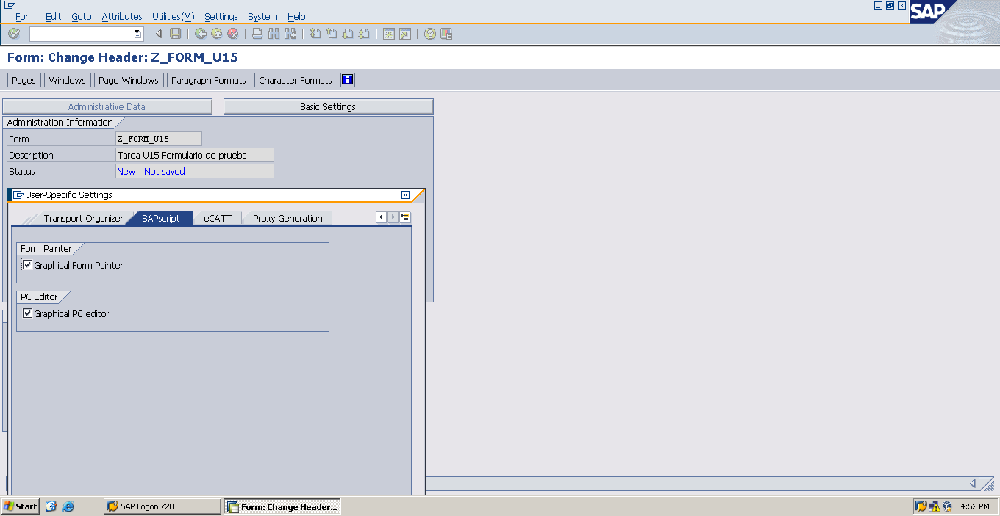 Form Edit Goto Attributes Utilities(M) Settings System Help
SAP
Form: Change Header: Z_FORM_U15
Pages Windows Page Windows Paragraph Formats Character Formats
Administrative Data Basic Settings
Administration Information
Form Z_FORM_U15
Description Tarea U15 Formulario de prueba
Status New - Not saved
User-Specific Settings
Transport Organizer SAPscript eCATT Proxy Generation
Form Painter
Graphical Form Painter
PC Editor
Graphical PC editor
Start SAP Logon 720 Form: Change Header... 4:52 PM